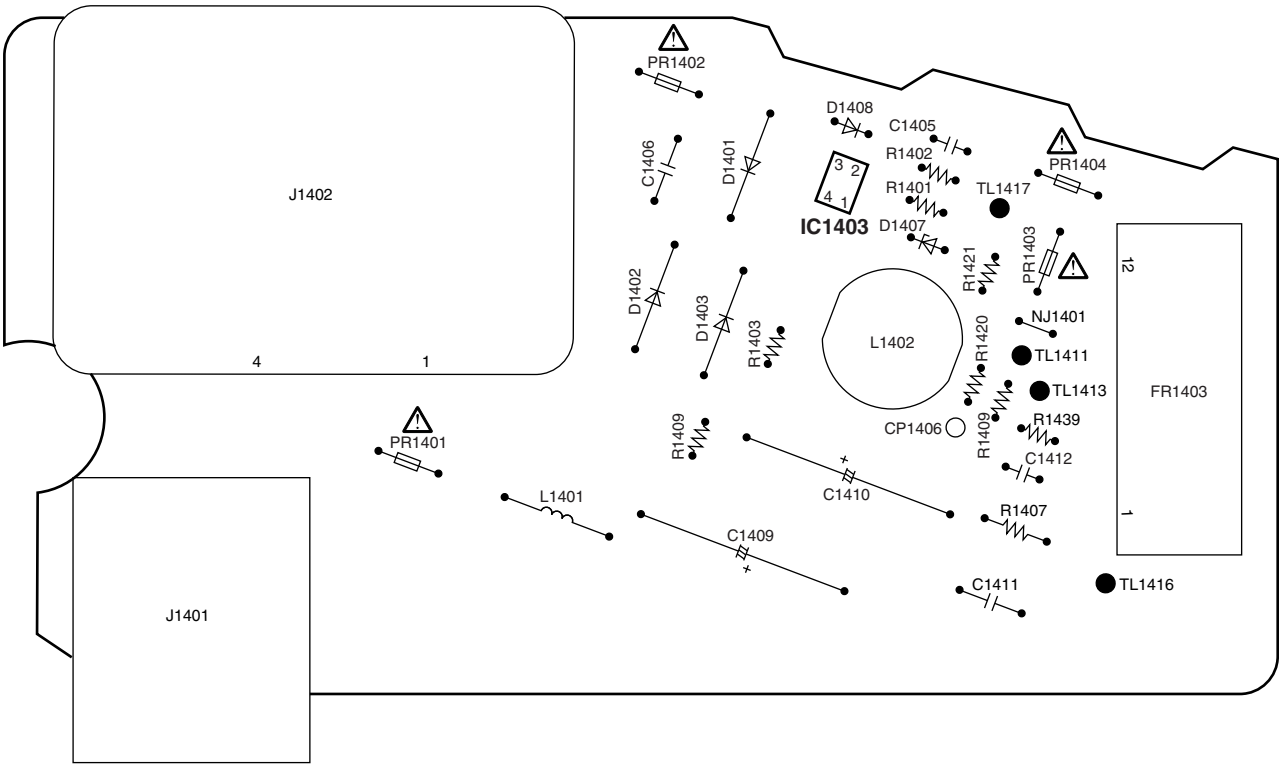 !
PR1402
D1408
C1405
!
PR1404
C1406
D1401
3 2
4 1
IC1403
R1402
R1401
TL1417
D1407
J1402
R1421
PR1403
!
12
D1402
D1403
R1403
L1402
R1420
NJ1401
TL1411
TL1413
FR1403
4
1
!
PR1401
R1409
CP1406
R1409
R1439
C1412
+
C1410
L1401
R1407
1
C1409
+
C1411
TL1416
J1401